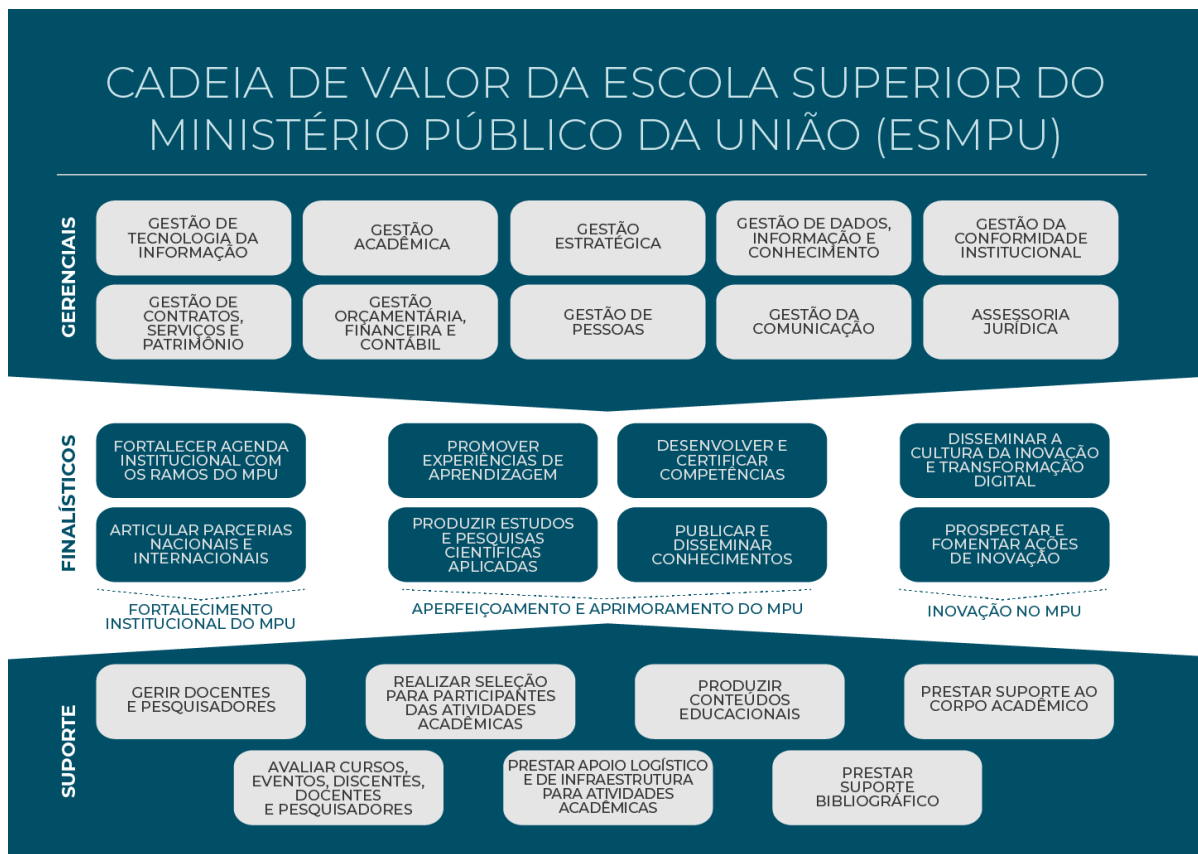 CADEIA DE VALOR DA ESCOLA SUPERIOR DO
MINISTÉRIO PÚBLICO DA UNIÃO (ESMPU)
GERENCIAIS
GESTÃO DE
TECNOLOGIA DA
INFORMAÇÃO
GESTÃO
ACADÊMICA
GESTÃO
ESTRATÉGICA
GESTÃO DE DADOS,
INFORMAÇÃO E
CONHECIMENTO
GESTÃO DA
CONFORMIDADE
INSTITUCIONAL
GESTÃO DE
CONTRATOS,
SERVIÇOS E
PATRIMÔNIO
GESTÃO
ORÇAMENTÁRIA,
FINANCEIRA E
CONTÁBIL
GESTÃO DE
PESSOAS
GESTÃO DA
COMUNICAÇÃO
ASSESSORIA
JURÍDICA
FINALÍSTICOS
FORTALECER AGENDA
INSTITUCIONAL COM
OS RAMOS DO MPU
PROMOVER
EXPERIÊNCIAS DE
APRENDIZAGEM
DESENVOLVER E
CERTIFICAR
COMPETÊNCIAS
DISSEMINAR A
CULTURA DA INOVAÇÃO
E TRANSFORMAÇÃO
DIGITAL
ARTICULAR PARCERIAS
NACIONAIS E
INTERNACIONAIS
PRODUZIR ESTUDOS
E PESQUISAS
CIENTÍFICAS
APLICADAS
PUBLICAR E
DISSEMINAR
CONHECIMENTOS
PROSPECTAR E
FOMENTAR AÇÕES
DE INOVAÇÃO
FORTALECIMENTO
INSTITUCIONAL DO MPU
APERFEIÇOAMENTO E APRIMORAMENTO DO MPU
INOVAÇÃO NO MPU
SUPORTE
GERIR DOCENTES
E PESQUISADORES
REALIZAR SELEÇÃO
PARA PARTICIPANTES
DAS ATIVIDADES
ACADÊMICAS
PRODUZIR
CONTEÚDOS
EDUCACIONAIS
PRESTAR SUPORTE AO
CORPO ACADÊMICO
AVALIAR CURSOS,
EVENTOS, DISCENTES,
DOCENTES
E PESQUISADORES
PRESTAR APOIO LOGÍSTICO
E DE INFRAESTRUTURA
PARA ATIVIDADES
ACADÊMICAS
PRESTAR
SUPORTE
BIBLIOGRÁFICO